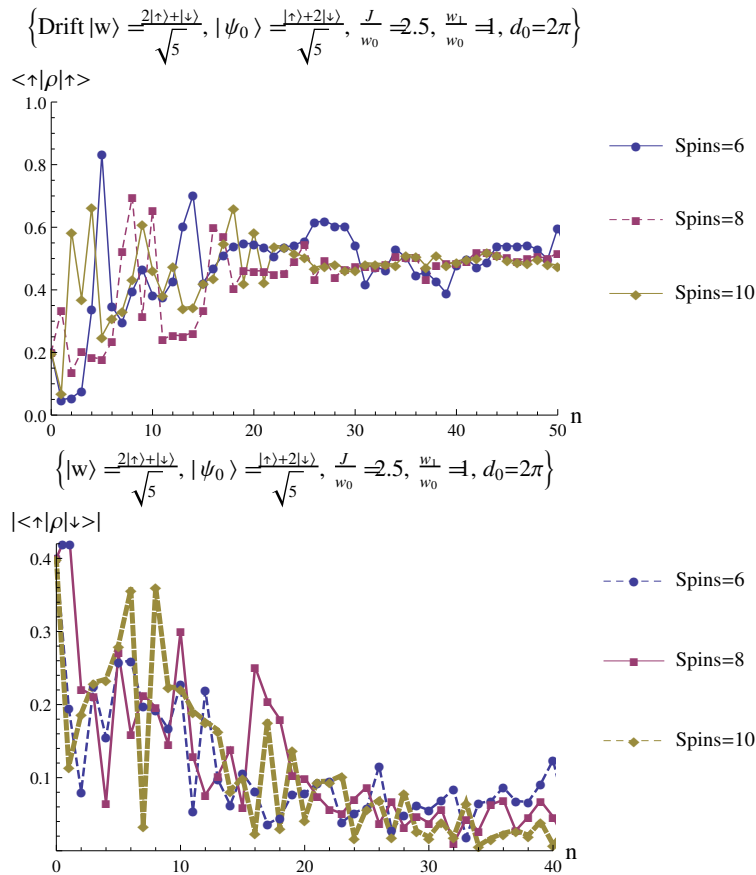 {Drift |w⟩ = 2|↑⟩+|↓⟩/√5, |ψ₀⟩ = |↑⟩+2|↓⟩/√5, J/w₀ = 2.5, w₁/w₀ = 1, d₀=2π}
<↑|ρ|↑>
1.0
0.8
0.6
0.4
0.2
0.0
0 10 20 30 40 50 n
Spins=6
Spins=8
Spins=10
{|w⟩ = 2|↑⟩+|↓⟩/√5, |ψ₀⟩ = |↑⟩+2|↓⟩/√5, J/w₀ = 2.5, w₁/w₀ = 1, d₀=2π}
|<↑|ρ|↓>|
0.4
0.3
0.2
0.1
0 10 20 30 40 n
Spins=6
Spins=8
Spins=10